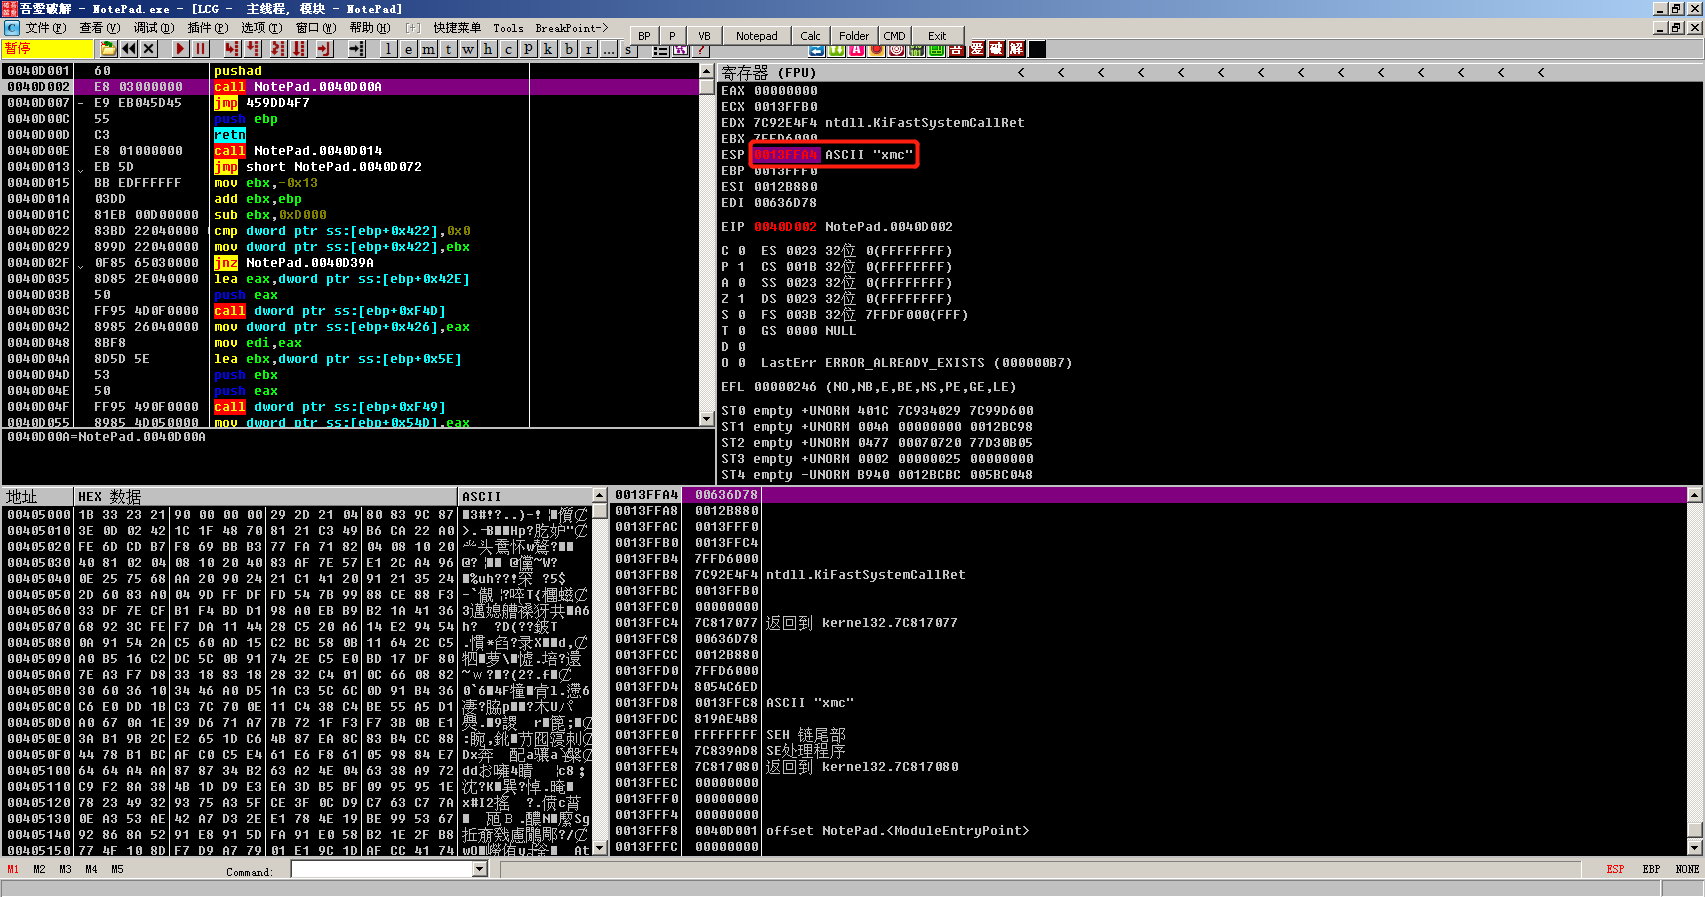 吾愛破解 - NotePad.exe - [LCG -  主线程, 模块 - NotePad]
文件(F) 查看(V) 调试(D) 插件(P) 选项(T) 窗口(W) 帮助(H) [+] 快捷菜单 Tools BreakPoint->
BP P VB Notepad Calc Folder CMD Exit
暂停 l e m t w h c p k b r ... s
吾 愛 破 解
0040D001 60 pushad
0040D002 E8 03000000 call NotePad.0040D00A
0040D007 - E9 EB045D45 jmp 459DD4F7
0040D00C 55 push ebp
0040D00D C3 retn
0040D00E E8 01000000 call NotePad.0040D014
0040D013 EB 5D jmp short NotePad.0040D072
0040D015 BB EDFFFFFF mov ebx,-0x13
0040D01A 03DD add ebx,ebp
0040D01C 81EB 00D00000 sub ebx,0xD000
0040D022 83BD 22040000 cmp dword ptr ss:[ebp+0x422],0x0
0040D029 899D 22040000 mov dword ptr ss:[ebp+0x422],ebx
0040D02F 0F85 65030000 jnz NotePad.0040D39A
0040D035 8D85 2E040000 lea eax,dword ptr ss:[ebp+0x42E]
0040D03B 50 push eax
0040D03C FF95 4D0F0000 call dword ptr ss:[ebp+0xF4D]
0040D042 8985 26040000 mov dword ptr ss:[ebp+0x426],eax
0040D048 8BF8 mov edi,eax
0040D04A 8D5D 5E lea ebx,dword ptr ss:[ebp+0x5E]
0040D04D 53 push ebx
0040D04E 50 push eax
0040D04F FF95 490F0000 call dword ptr ss:[ebp+0xF49]
0040D055 8985 4D050000 mov dword ptr ss:[ebp+0x54D],eax
0040D00A=NotePad.0040D00A
寄存器 (FPU) < < < < < < < < < < < < < <
EAX 00000000
ECX 0013FFB0
EDX 7C92E4F4 ntdll.KiFastSystemCallRet
EBX 7FFD6000
ESP 0013FFA4 ASCII "xmc"
EBP 0013FFF0
ESI 0012B880
EDI 00636D78
EIP 0040D002 NotePad.0040D002
C 0 ES 0023 32位 0(FFFFFFFF)
P 1 CS 001B 32位 0(FFFFFFFF)
A 0 SS 0023 32位 0(FFFFFFFF)
Z 1 DS 0023 32位 0(FFFFFFFF)
S 0 FS 003B 32位 7FFDF000(FFF)
T 0 GS 0000 NULL
D 0
O 0 LastErr ERROR_ALREADY_EXISTS (000000B7)
EFL 00000246 (NO,NB,E,BE,NS,PE,GE,LE)
ST0 empty +UNORM 401C 7C934029 7C99D600
ST1 empty +UNORM 004A 00000000 0012BC98
ST2 empty +UNORM 0477 00070720 77D30B05
ST3 empty +UNORM 0002 00000025 00000000
ST4 empty -UNORM B940 0012BCBC 005BC048
地址 HEX 数据 ASCII
00405000 1B 33 23 21 90 00 00 00 29 2D 21 04 80 83 9C 87
00405010 3E 0D 02 42 1C 1F 48 70 81 21 C3 49 B6 CA 22 A0
00405020 FE 6D CD B7 F8 69 BB B3 77 FA 71 82 04 08 10 20
00405030 40 81 02 04 08 10 20 40 83 AF 7E 57 E1 2C A4 96
00405040 0E 25 75 68 AA 20 90 24 21 C1 41 20 91 21 35 24
00405050 2D 60 83 A0 04 9D FF DF FD 54 7B 99 88 CE 88 F3
00405060 33 DF 7E CF B1 F4 BD D1 98 A0 EB B9 B2 1A 41 36
00405070 68 92 3C FE F7 DA 11 44 28 C5 20 A6 14 E2 94 54
00405080 0A 91 54 2A C5 60 AD 15 C2 BC 58 0B 11 64 2C C5
00405090 A0 B5 16 C2 DC 5C 0B 91 74 2E C5 E0 BD 17 DF 80
004050A0 7E A3 F7 D8 33 18 83 18 28 32 C4 01 0C 66 08 82
004050B0 30 60 36 10 34 46 A0 D5 1A C3 5C 6C 0D 91 B4 36
004050C0 C6 E0 DD 1B C3 7C 70 0E 11 C4 38 C4 BE 55 A5 D1
004050D0 A0 67 0A 1E 39 D6 71 A7 7B 72 1F F3 F7 3B 0B E1
004050E0 3A B1 9B 2C E2 65 1D C6 4B 87 EA 8C 83 B4 CC 88
004050F0 44 78 B1 BC AF C0 C5 E4 61 E6 F8 61 05 98 84 E7
00405100 64 64 A4 AA 87 87 34 B2 63 A2 4E 04 63 38 A9 72
00405110 C9 F2 8A 38 4B 1D D9 E3 EA 3D B5 BF 09 95 95 1E
00405120 78 23 49 32 93 75 A3 5F CE 3F 0C D9 C7 63 C7 7A
00405130 0E A3 53 AE 42 A7 D3 2E E1 78 4E 19 BE 99 53 67
00405140 92 86 8A 52 91 E8 91 5D FA 91 E0 58 B2 1E 2F B8
00405150 77 4F 10 8D F7 D9 A7 79 01 E1 9C 1D AF CC 41 74
0013FFA4 00636D78
0013FFA8 0012B880
0013FFAC 0013FFF0
0013FFB0 0013FFC4
0013FFB4 7FFD6000
0013FFB8 7C92E4F4 ntdll.KiFastSystemCallRet
0013FFBC 0013FFB0
0013FFC0 00000000
0013FFC4 7C817077 返回到 kernel32.7C817077
0013FFC8 00636D78
0013FFCC 0012B880
0013FFD0 7FFD6000
0013FFD4 8054C6ED
0013FFD8 0013FFC8 ASCII "xmc"
0013FFDC 819AE4B8
0013FFE0 FFFFFFFF SEH 链尾部
0013FFE4 7C839AD8 SE处理程序
0013FFE8 7C817080 返回到 kernel32.7C817080
0013FFEC 00000000
0013FFF0 00000000
0013FFF4 00000000
0013FFF8 0040D001 offset NotePad.<ModuleEntryPoint>
0013FFFC 00000000
M1 M2 M3 M4 M5 Command: ESP EBP NONE